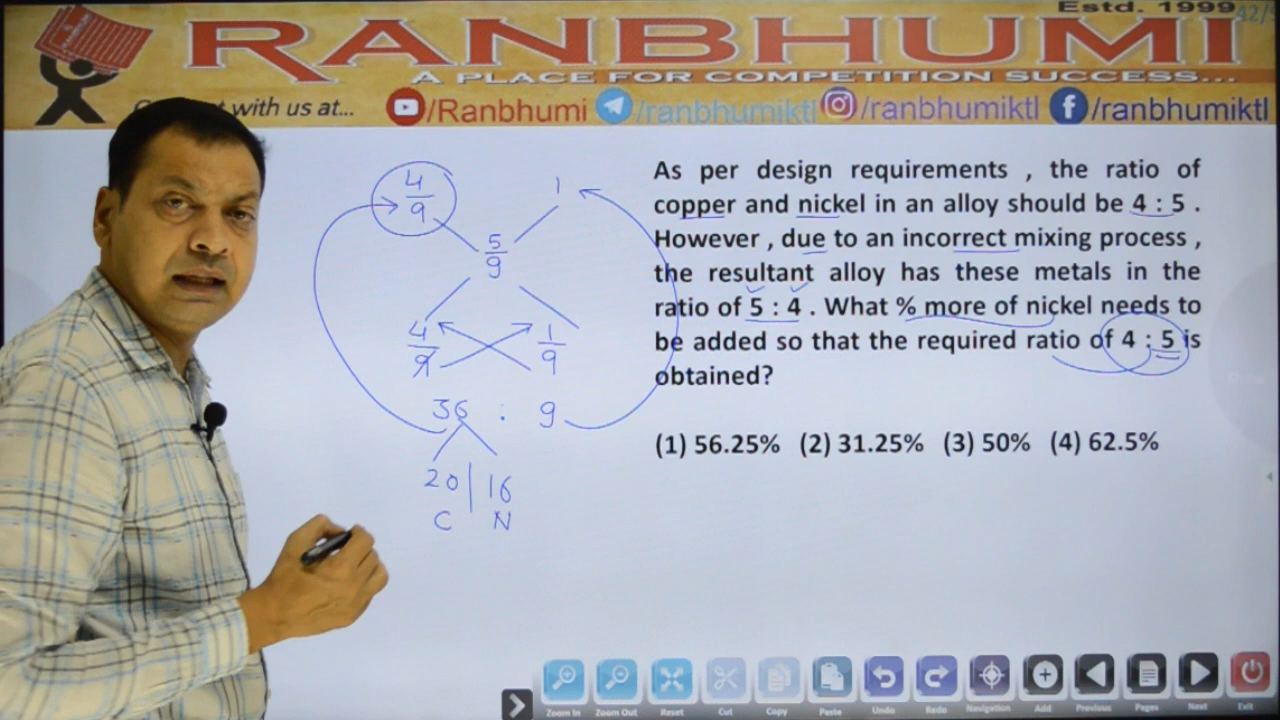 Estd. 1999
42/
RANBHUMI
A PLACE FOR COMPETITION SUCCESS...
with us at...
/Ranbhumi /ranbhumiktl /ranbhumiktl /ranbhumiktl
As per design requirements , the ratio of
copper and nickel in an alloy should be 4 : 5 .
However , due to an incorrect mixing process ,
the resultant alloy has these metals in the
ratio of 5 : 4 . What % more of nickel needs to
be added so that the required ratio of 4 : 5 is
obtained?
(1) 56.25% (2) 31.25% (3) 50% (4) 62.5%
4/9 1
5/9
4/9 1/9
36 : 9
20 | 16
C N
Zoom In Zoom Out Reset Cut Copy Paste Undo Redo Navigation Add Previous Pages Next Exit